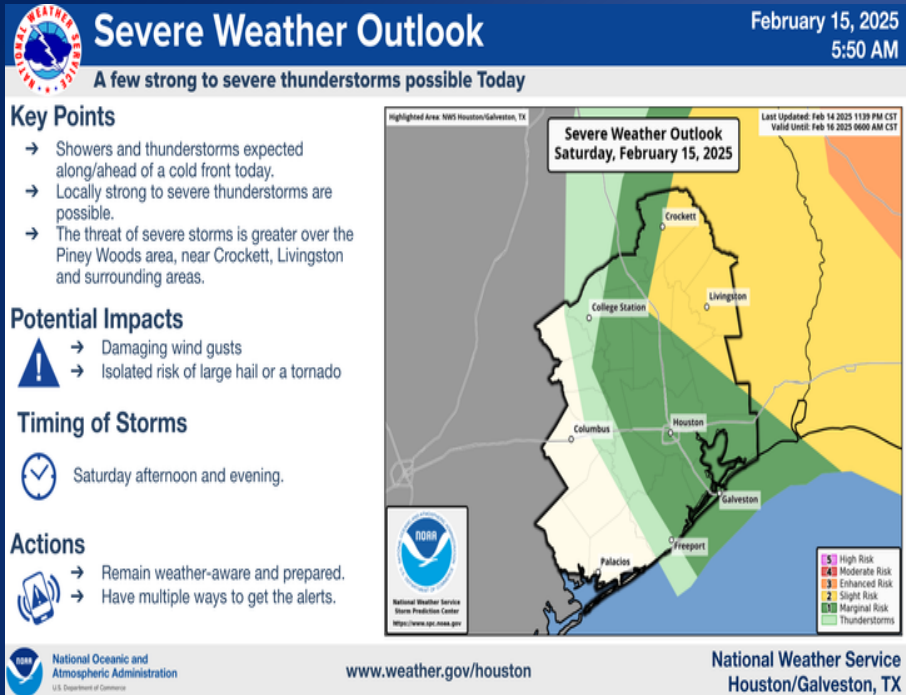 NATIONAL WEATHER SERVICE
Severe Weather Outlook
February 15, 2025
5:50 AM
A few strong to severe thunderstorms possible Today
Key Points
→ Showers and thunderstorms expected
along/ahead of a cold front today.
→ Locally strong to severe thunderstorms are
possible.
→ The threat of severe storms is greater over the
Piney Woods area, near Crockett, Livingston
and surrounding areas.
Potential Impacts
!
→ Damaging wind gusts
→ Isolated risk of large hail or a tornado
Timing of Storms
Saturday afternoon and evening.
Actions
→ Remain weather-aware and prepared.
→ Have multiple ways to get the alerts.
Highlighted Area: NWS Houston/Galveston, TX
Last Updated: Feb 14 2025 1139 PM CST
Valid Until: Feb 16 2025 0600 AM CST
Severe Weather Outlook
Saturday, February 15, 2025
Crockett
Livingston
College Station
Columbus
Houston
Galveston
Freeport
Palacios
NOAA
National Weather Service
Storm Prediction Center
https://www.spc.noaa.gov
5 High Risk
4 Moderate Risk
3 Enhanced Risk
2 Slight Risk
1 Marginal Risk
Thunderstorms
NOAA
National Oceanic and
Atmospheric Administration
U.S. Department of Commerce
www.weather.gov/houston
National Weather Service
Houston/Galveston, TX